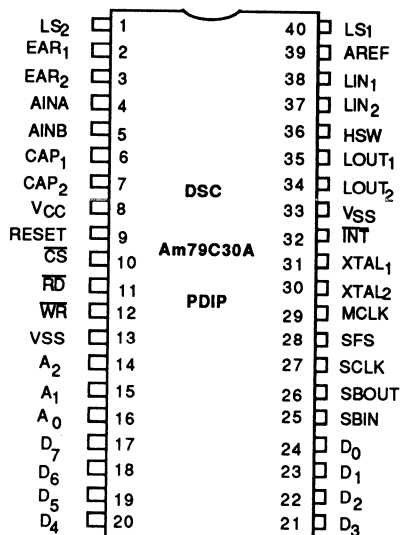 LS2 1 40 LS1
EAR1 2 39 AREF
EAR2 3 38 LIN1
AINA 4 37 LIN2
AINB 5 36 HSW
CAP1 6 35 LOUT1
CAP2 7 DSC 34 LOUT2
VCC 8 33 VSS
RESET 9 32 INT
CS 10 Am79C30A 31 XTAL1
RD 11 30 XTAL2
WR 12 PDIP 29 MCLK
VSS 13 28 SFS
A2 14 27 SCLK
A1 15 26 SBOUT
A0 16 25 SBIN
D7 17 24 D0
D6 18 23 D1
D5 19 22 D2
D4 20 21 D3